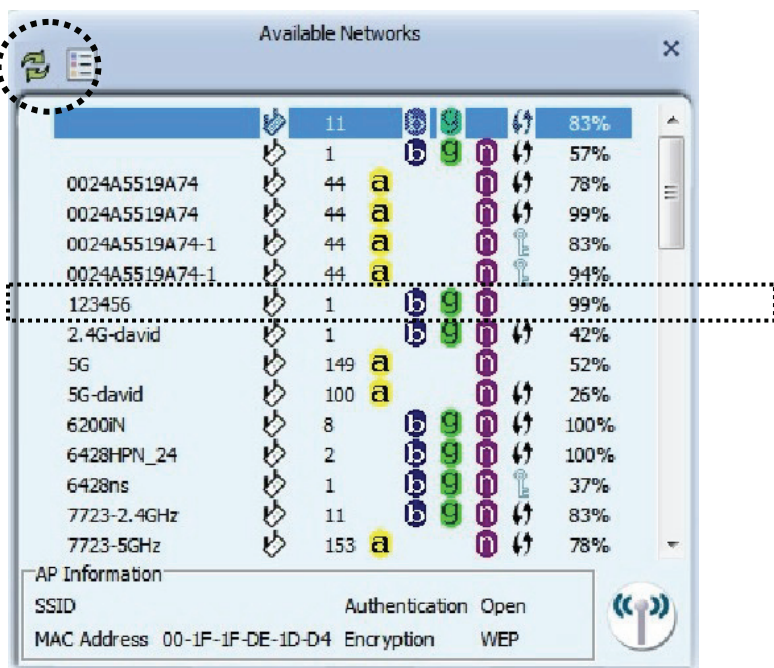 Available Networks
11 b g 83%
1 b g n 57%
0024A5519A74 44 a n 78%
0024A5519A74 44 a n 99%
0024A5519A74-1 44 a n 83%
0024A5519A74-1 44 a n 94%
123456 1 b g n 99%
2.4G-david 1 b g n 42%
5G 149 a n 52%
5G-david 100 a n 26%
6200iN 8 b g n 100%
6428HPN_24 2 b g n 100%
6428ns 1 b g n 37%
7723-2.4GHz 11 b g n 83%
7723-5GHz 153 a n 78%
AP Information
SSID Authentication Open
MAC Address 00-1F-1F-DE-1D-D4 Encryption WEP